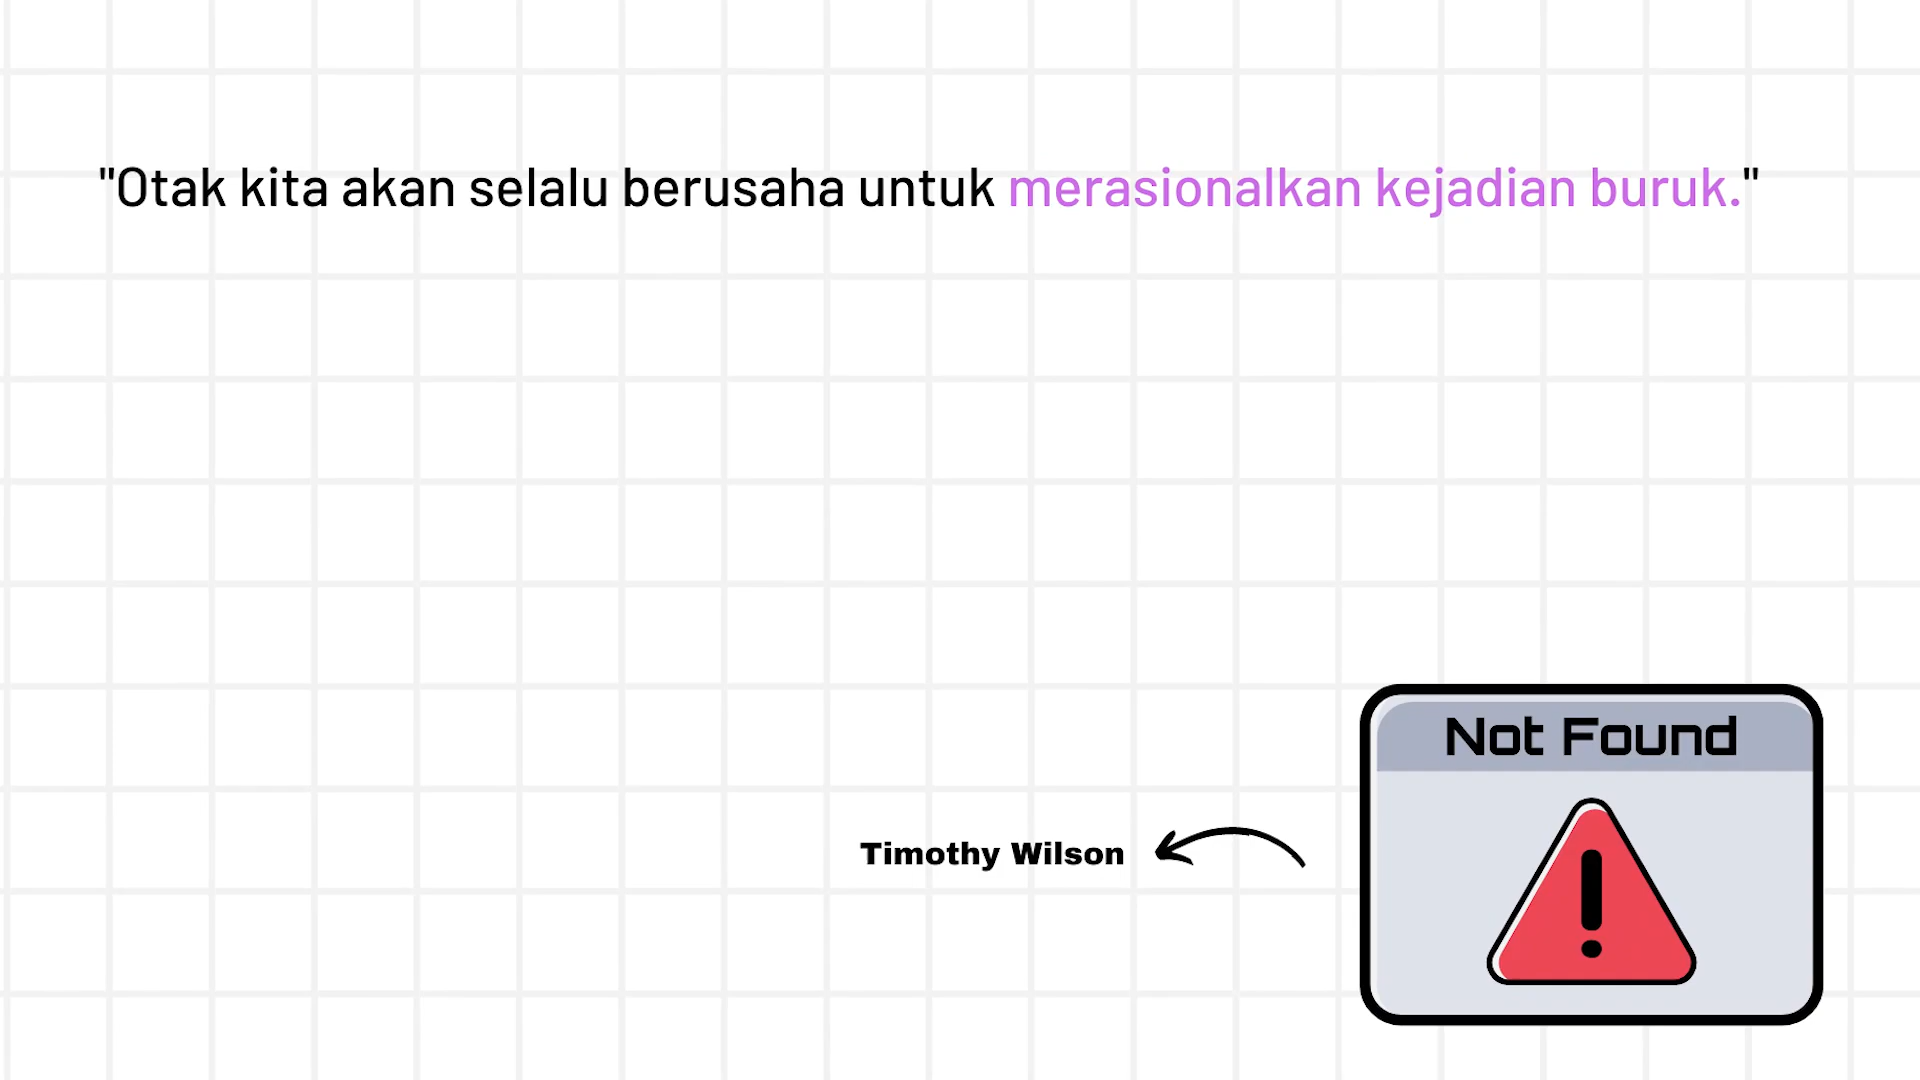 "Otak kita akan selalu berusaha untuk merasionalkan kejadian buruk."
Not Found
Timothy Wilson